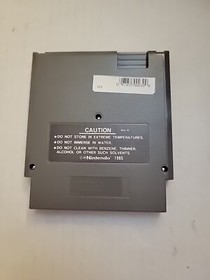 CAUTION
• DO NOT STORE IN EXTREME TEMPERATURES.
• DO NOT IMMERSE IN WATER.
• DO NOT CLEAN WITH BENZENE, THINNER,
ALCOHOL OR OTHER SUCH SOLVENTS.
©Nintendo 1985